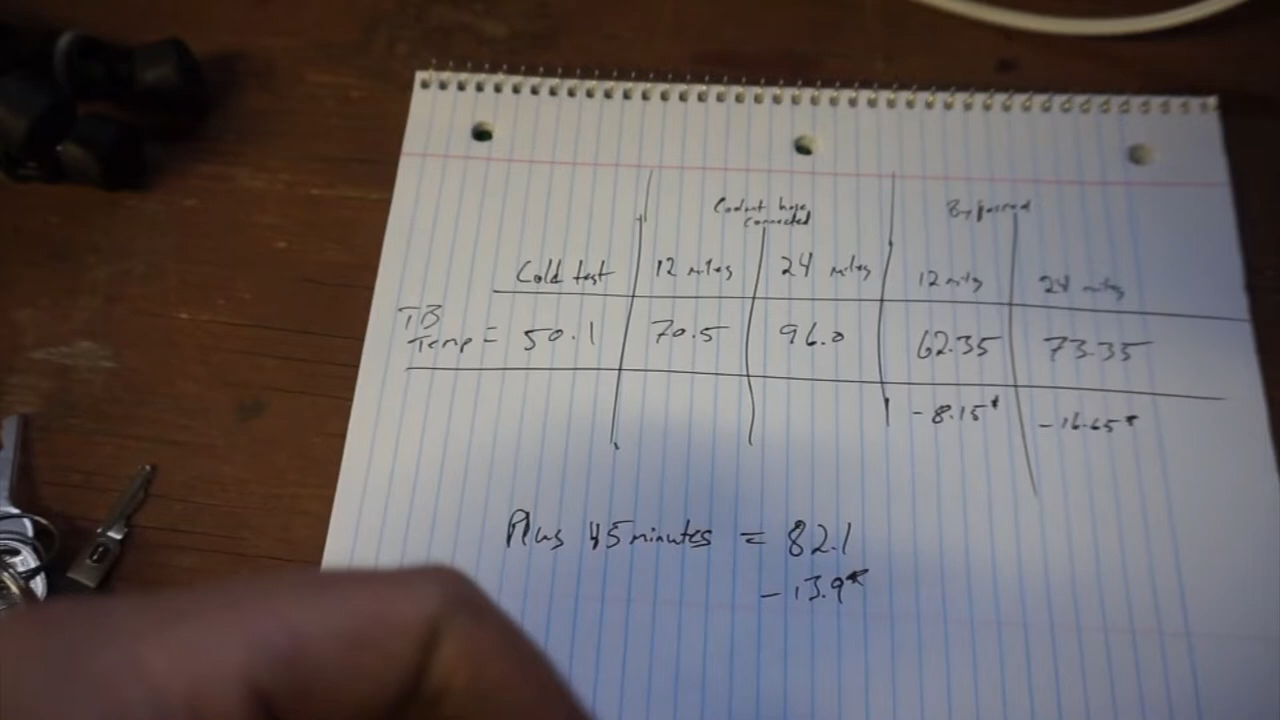 Coolant hose
connected
Bypassed
Cold test 12 miles 24 miles 12 miles 24 miles
TB
Temp = 50.1 70.5 96.0 62.35 73.35
-8.15° -16.65°
Plus 45 minutes = 82.1
-13.9°